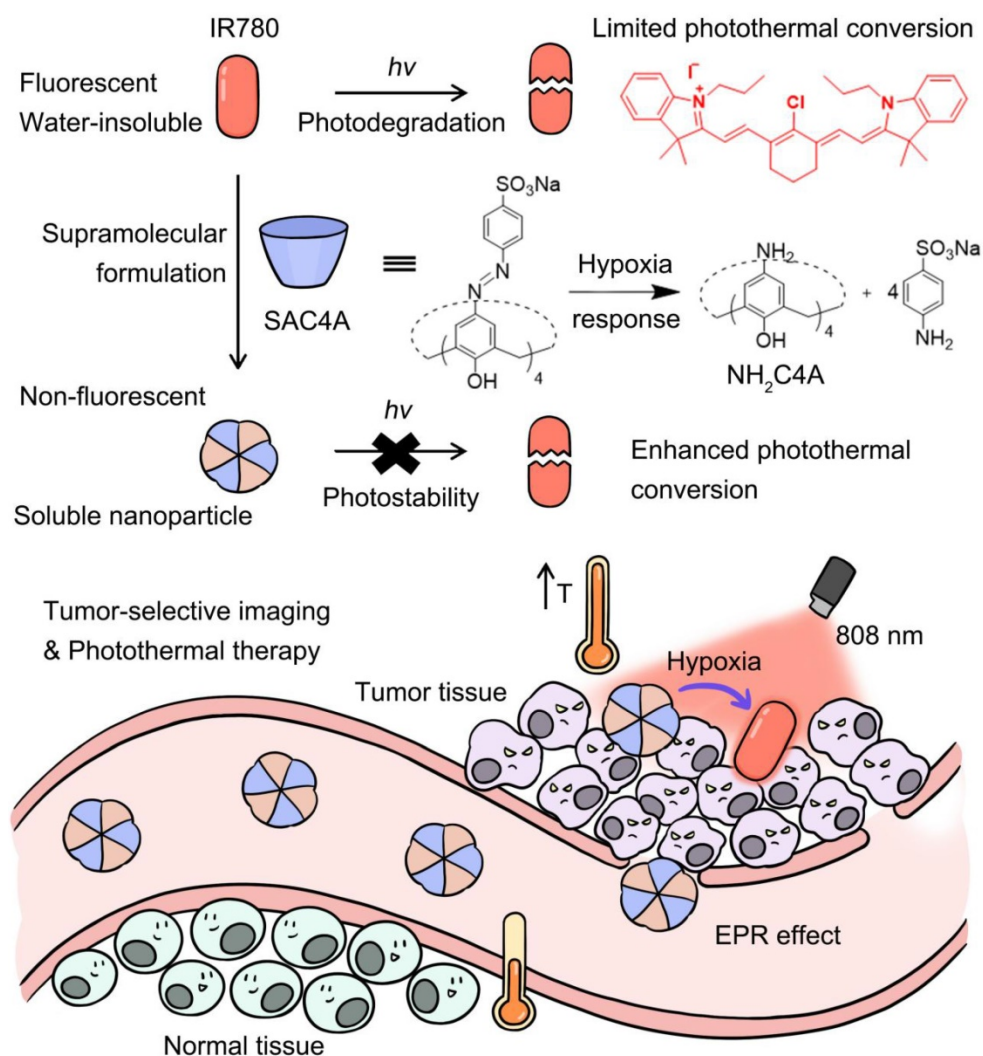 IR780
Limited photothermal conversion
Fluorescent
Water-insoluble
hv
Photodegradation
I⁻
N⁺
Cl
N
Supramolecular
formulation
SAC4A
SO₃Na
N
N
OH
4
Hypoxia
response
NH₂
OH
4
NH₂C4A
+ 4
SO₃Na
NH₂
Non-fluorescent
Soluble nanoparticle
hv
Photostability
Enhanced photothermal
conversion
Tumor-selective imaging
& Photothermal therapy
T
808 nm
Hypoxia
Tumor tissue
EPR effect
Normal tissue